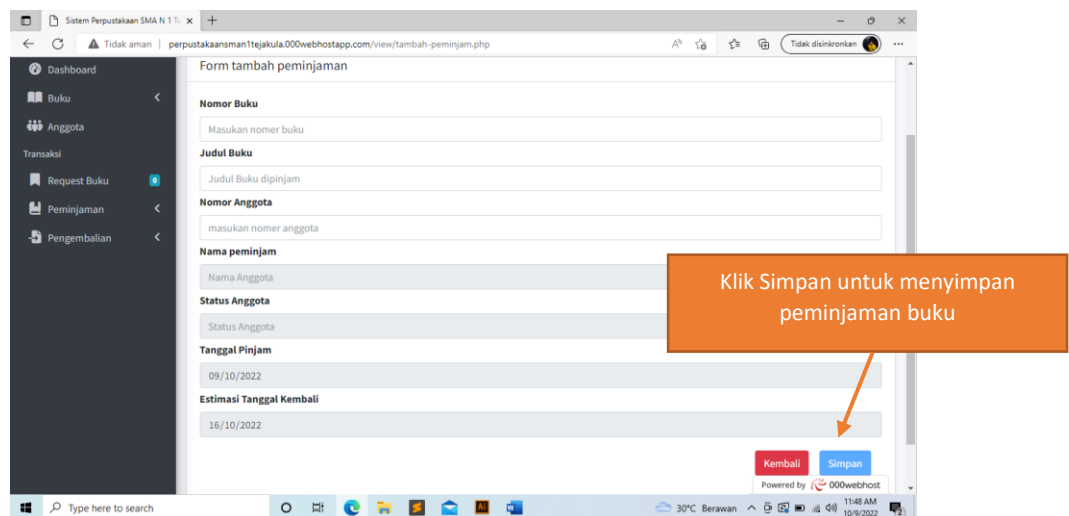 Sistem Perpustakaan SMA N 1 Te
Tidak aman | perpustakaansman1tejakula.000webhostapp.com/view/tambah-peminjam.php
Tidak disinkronkan
Dashboard
Buku
Anggota
Transaksi
Request Buku 0
Peminjaman
Pengembalian
Form tambah peminjaman
Nomor Buku
Masukan nomer buku
Judul Buku
Judul Buku dipinjam
Nomor Anggota
masukan nomer anggota
Nama peminjam
Nama Anggota
Status Anggota
Status Anggota
Tanggal Pinjam
09/10/2022
Estimasi Tanggal Kembali
16/10/2022
Klik Simpan untuk menyimpan
peminjaman buku
Kembali Simpan
Powered by 000webhost
Type here to search
30°C Berawan
11:48 AM
10/9/2022